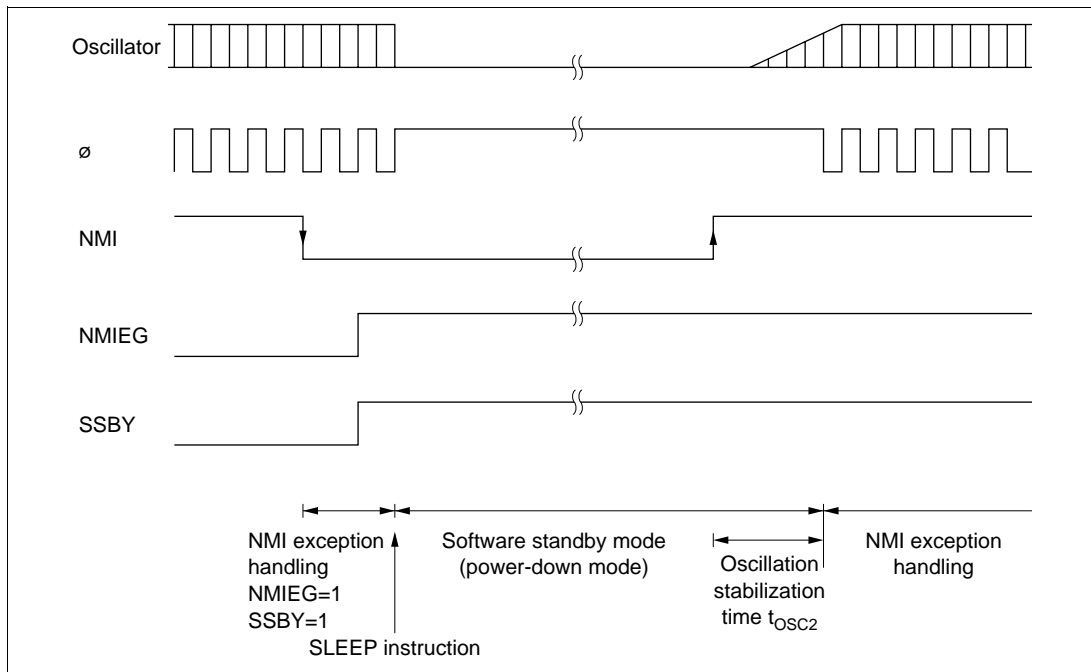 Oscillator
ø
NMI
NMIEG
SSBY
NMI exception
handling
NMIEG=1
SSBY=1
SLEEP instruction
Software standby mode
(power-down mode)
Oscillation
stabilization
time tOSC2
NMI exception
handling